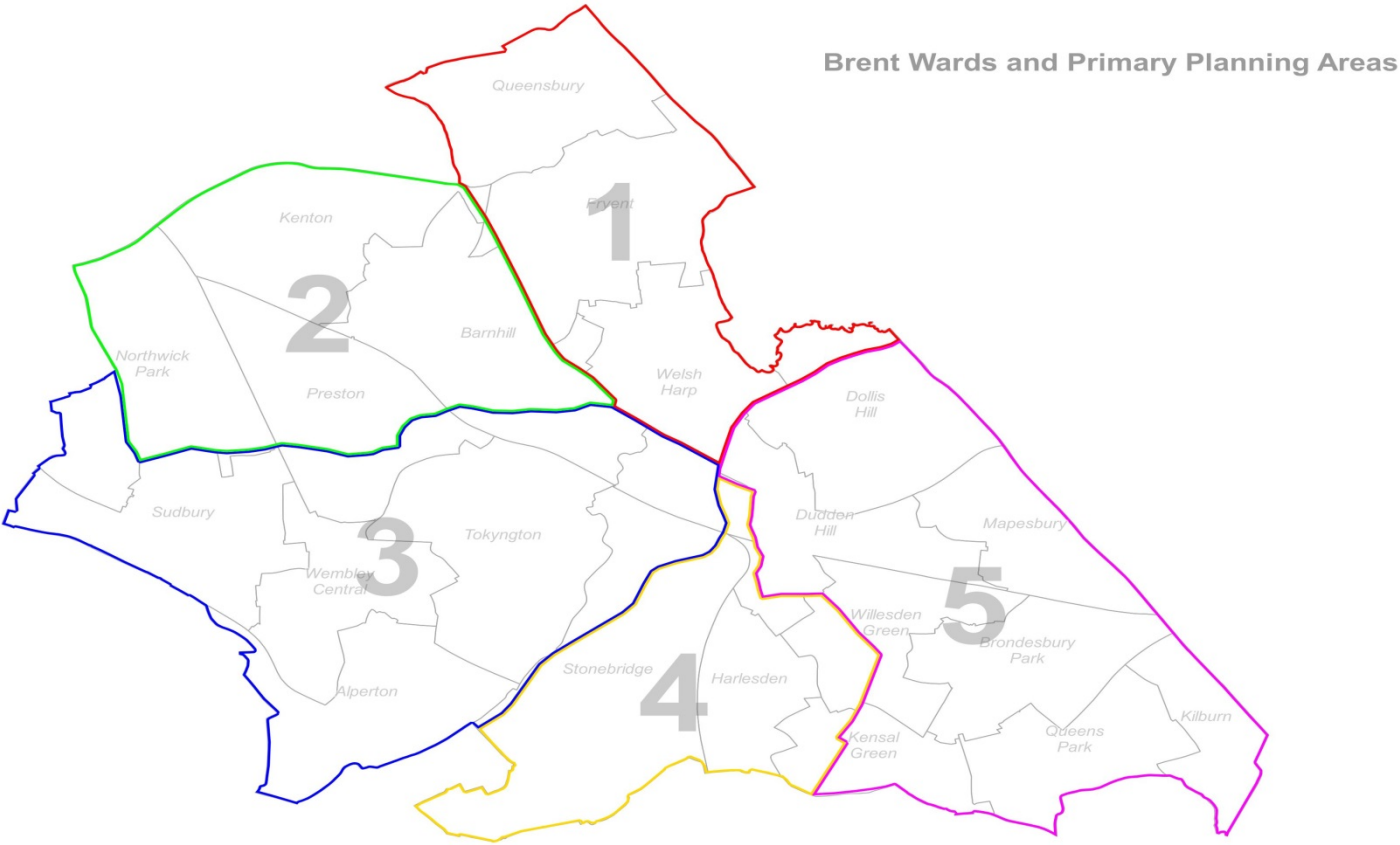 Brent Wards and Primary Planning Areas
Queensbury
Fryent
1
Kenton
2
Barnhill
Northwick
Park
Preston
Welsh
Harp
Dollis
Hill
Sudbury
Tokyngton
3
Wembley
Central
Dudden
Hill
Mapesbury
5
Willesden
Green
Brondesbury
Park
Stonebridge
4
Harlesden
Alperton
Kensal
Green
Queens
Park
Kilburn